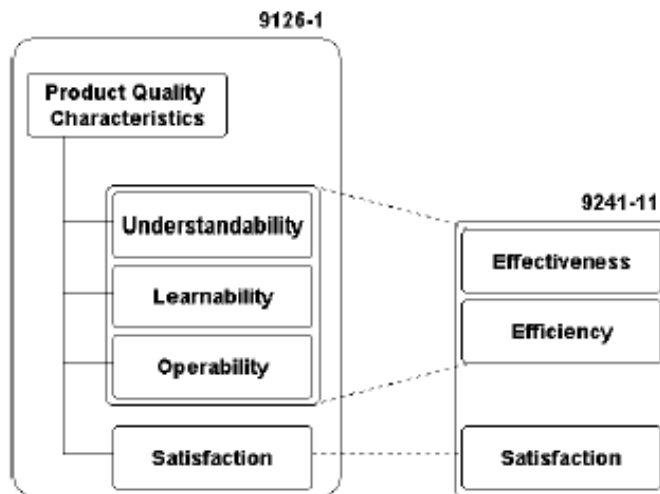 9126-1
Product Quality
Characteristics
Understandability
Learnability
Operability
Satisfaction
9241-11
Effectiveness
Efficiency
Satisfaction